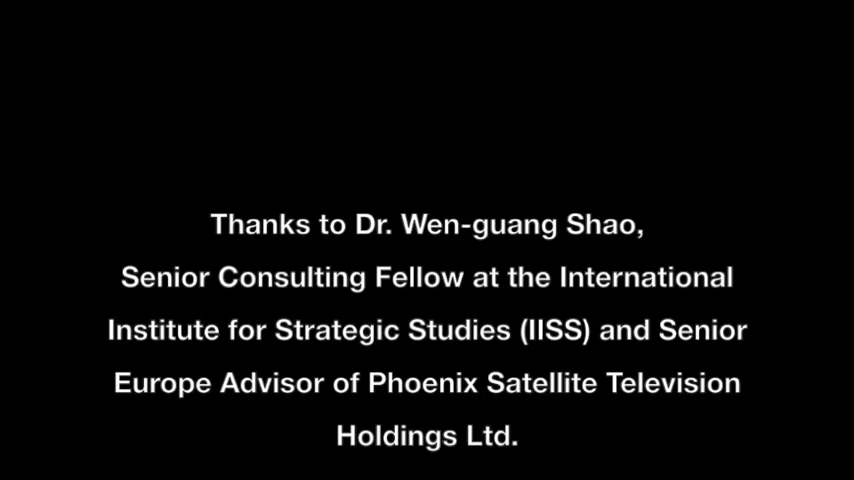 Thanks to Dr. Wen-guang Shao,
Senior Consulting Fellow at the International
Institute for Strategic Studies (IISS) and Senior
Europe Advisor of Phoenix Satellite Television
Holdings Ltd.